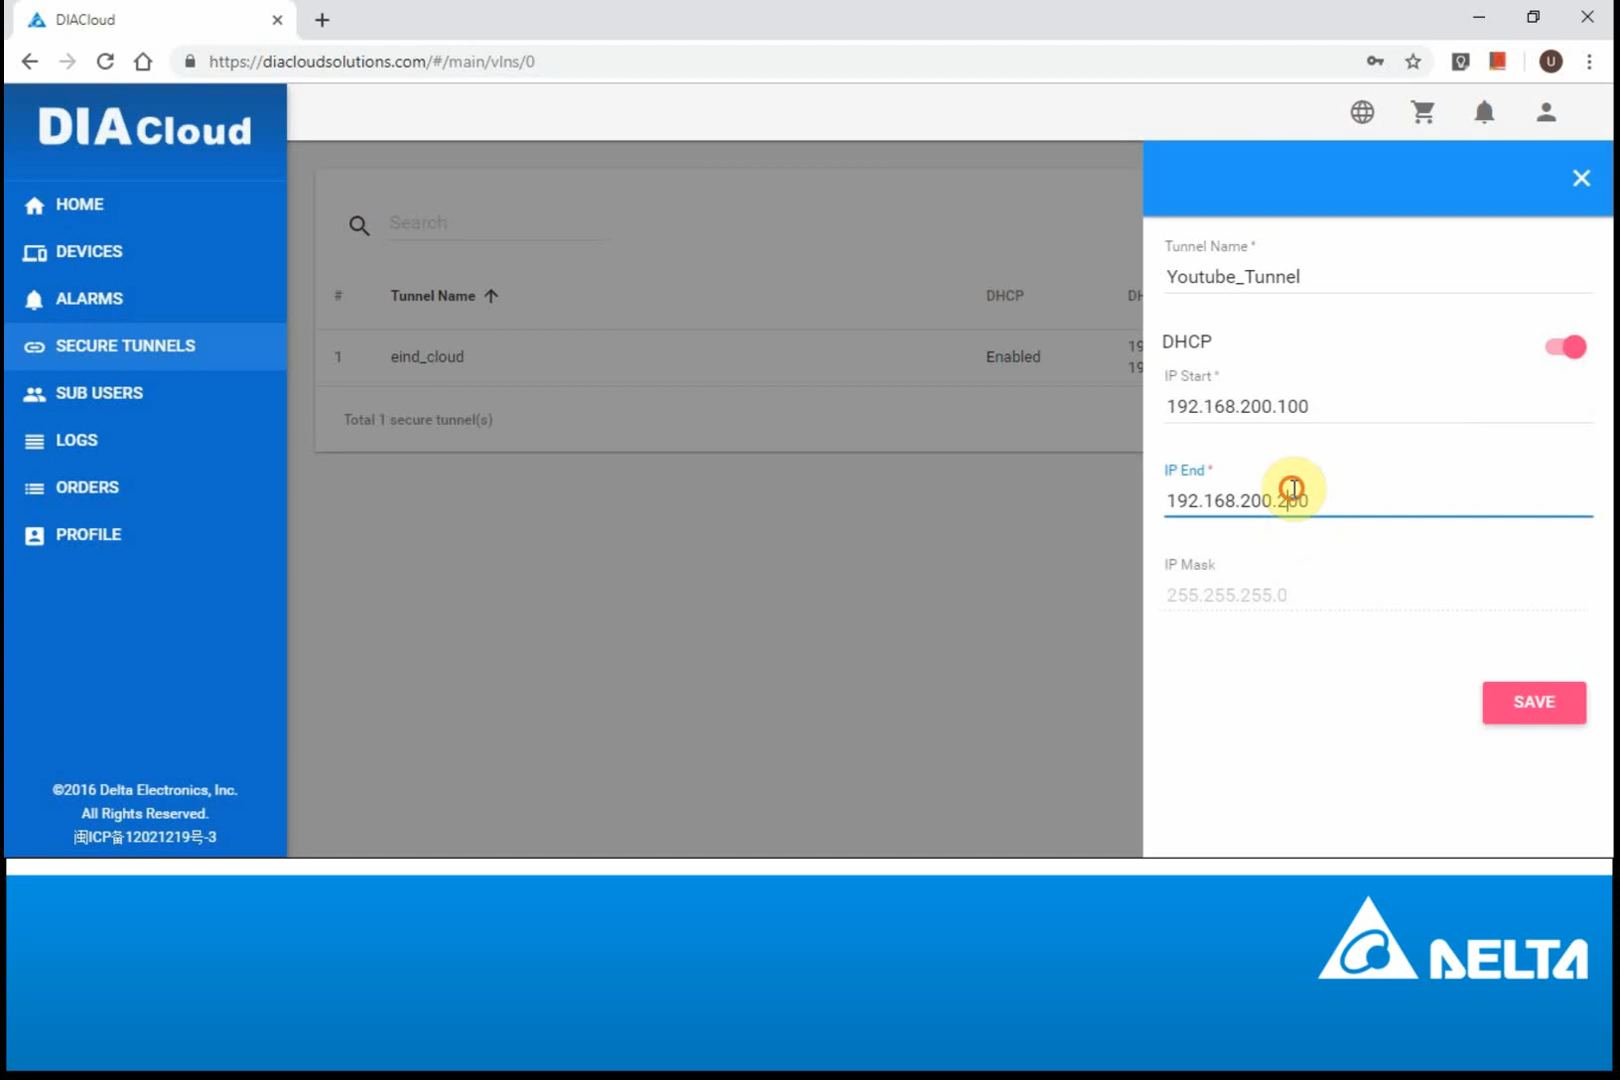 DIACloud
https://diacloudsolutions.com/#/main/vlns/0
U
DIACloud
HOME
DEVICES
ALARMS
SECURE TUNNELS
SUB USERS
LOGS
ORDERS
PROFILE
©2016 Delta Electronics, Inc.
All Rights Reserved.
闽ICP备12021219号-3
Search
# Tunnel Name DHCP DH
1 eind_cloud Enabled 19
19
Total 1 secure tunnel(s)
Tunnel Name *
Youtube_Tunnel
DHCP
IP Start *
192.168.200.100
IP End *
192.168.200.200
IP Mask
255.255.255.0
SAVE
DELTA